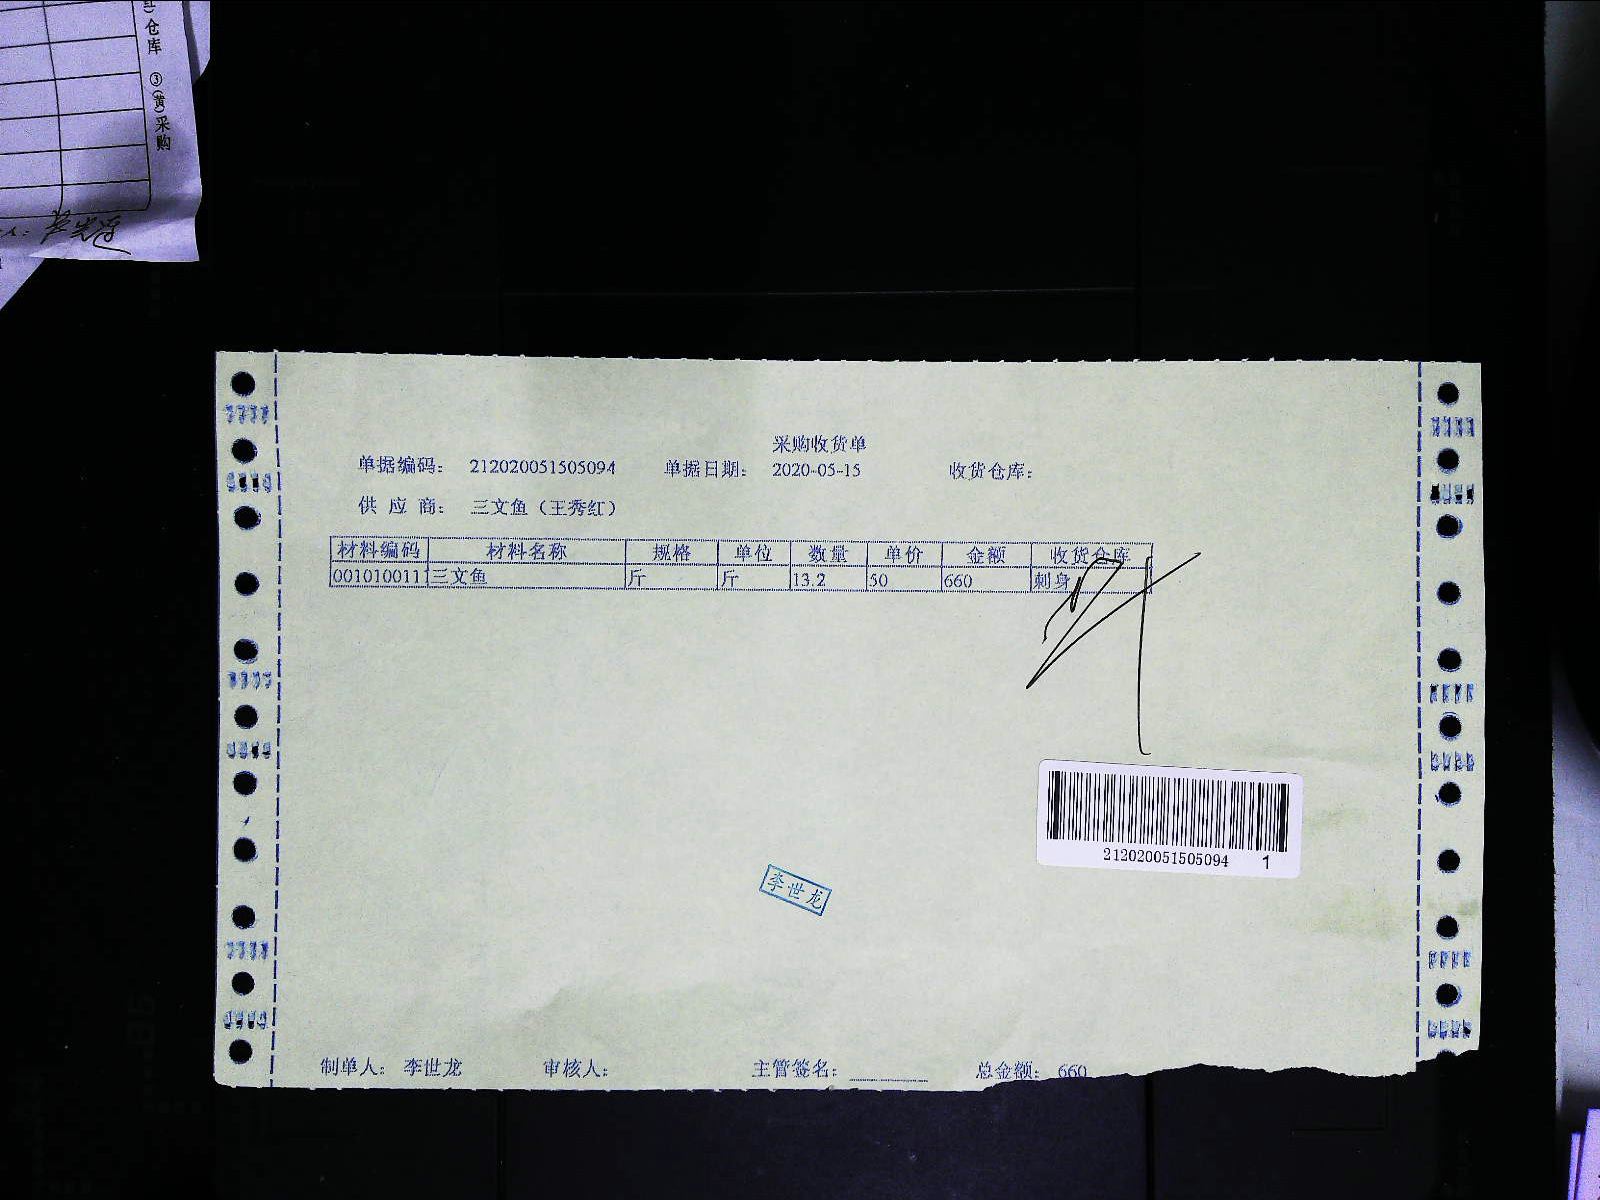 仓库 ③(黄)采购
人:
采购收货单
单据编码: 212020051505094 单据日期: 2020-05-15 收货仓库:
供应商: 三文鱼(王秀红)
材料编码 材料名称 规格 单位 数量 单价 金额 收货仓库
0010100111 三文鱼 斤 斤 13.2 50 660 刺身
212020051505094 1
李世龙
制单人: 李世龙 审核人: 主管签名: 总金额: 660